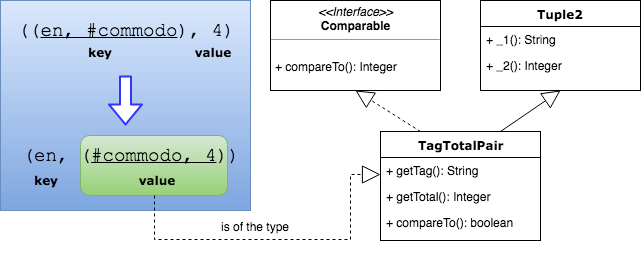 ((en, #commodo), 4)
key value
(en, (#commodo, 4))
key value
is of the type
<<Interface>>
Comparable
+ compareTo(): Integer
Tuple2
+ _1(): String
+ _2(): Integer
TagTotalPair
+ getTag(): String
+ getTotal(): Integer
+ compareTo(): boolean